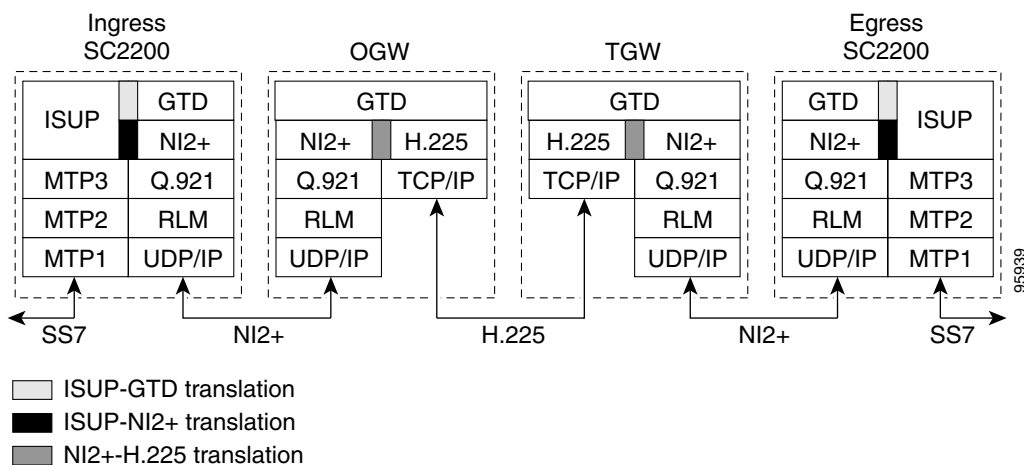 Ingress
SC2200
OGW
TGW
Egress
SC2200
ISUP
GTD
NI2+
MTP3
Q.921
MTP2
RLM
MTP1
UDP/IP
GTD
NI2+
H.225
Q.921
TCP/IP
RLM
UDP/IP
GTD
H.225
NI2+
TCP/IP
Q.921
RLM
UDP/IP
GTD
ISUP
NI2+
Q.921
MTP3
RLM
MTP2
UDP/IP
MTP1
95939
SS7
NI2+
H.225
NI2+
SS7
ISUP-GTD translation
ISUP-NI2+ translation
NI2+-H.225 translation